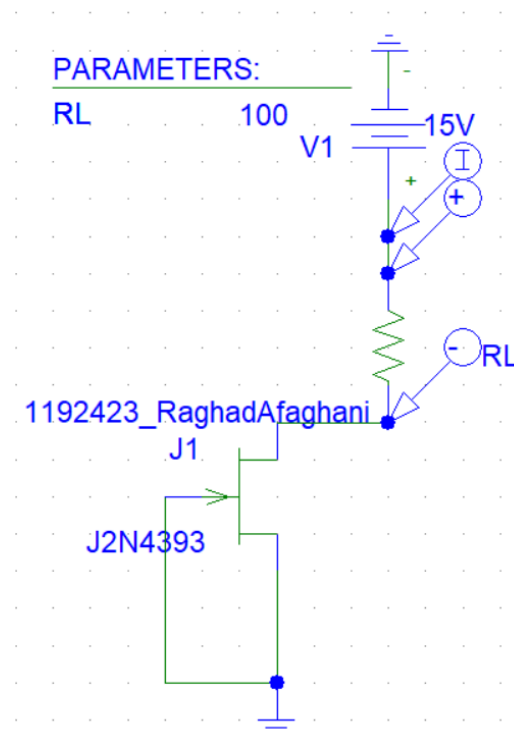 PARAMETERS:
RL 100
-
15V
V1
I
+
+
-
RL
1192423_RaghadAfaghani
J1
J2N4393